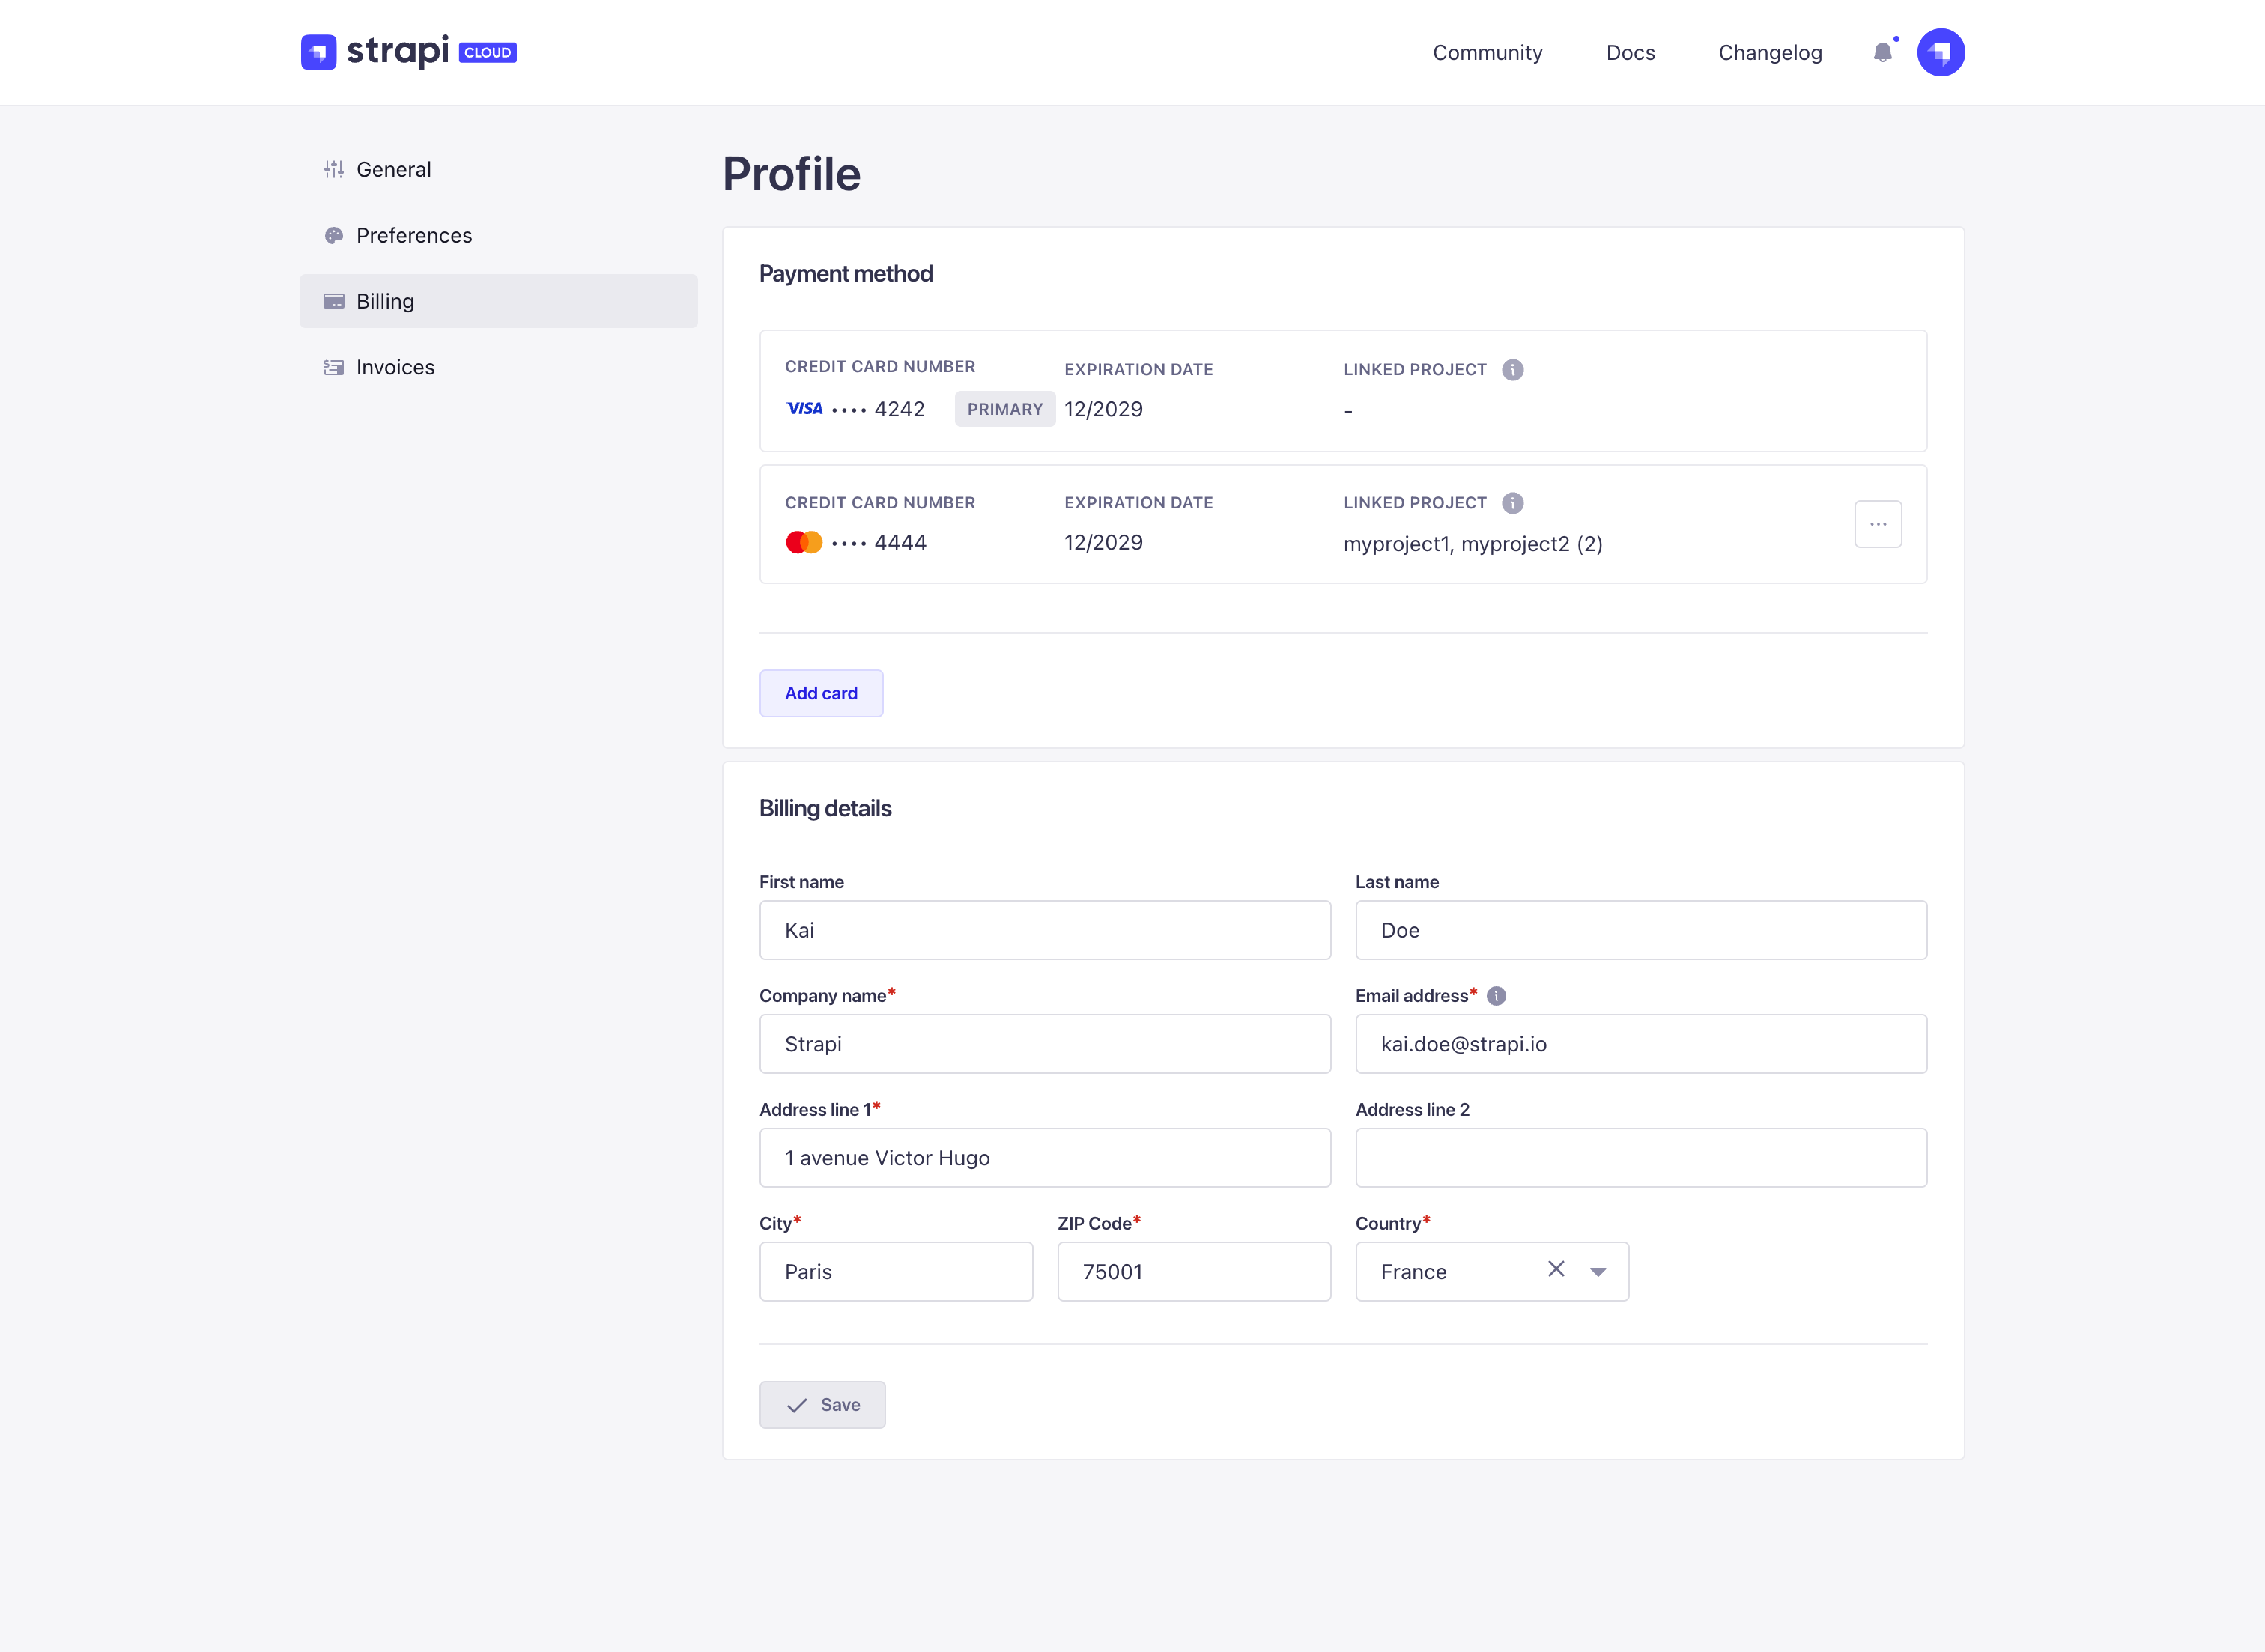 strapi CLOUD
Community Docs Changelog
General
Preferences
Billing
Invoices
Profile
Payment method
CREDIT CARD NUMBER EXPIRATION DATE LINKED PROJECT
VISA •••• 4242 PRIMARY 12/2029 -
CREDIT CARD NUMBER EXPIRATION DATE LINKED PROJECT
•••• 4444 12/2029 myproject1, myproject2 (2)
Add card
Billing details
First name Last name
Kai Doe
Company name* Email address*
Strapi kai.doe@strapi.io
Address line 1* Address line 2
1 avenue Victor Hugo
City* ZIP Code* Country*
Paris 75001 France
Save